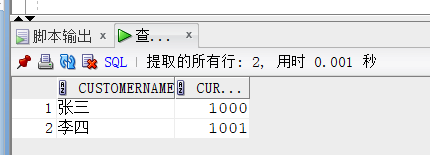 脚本输出 x 查... x
SQL | 提取的所有行: 2, 用时 0.001 秒
CUSTOMERNAME CUR...
1 张三 1000
2 李四 1001